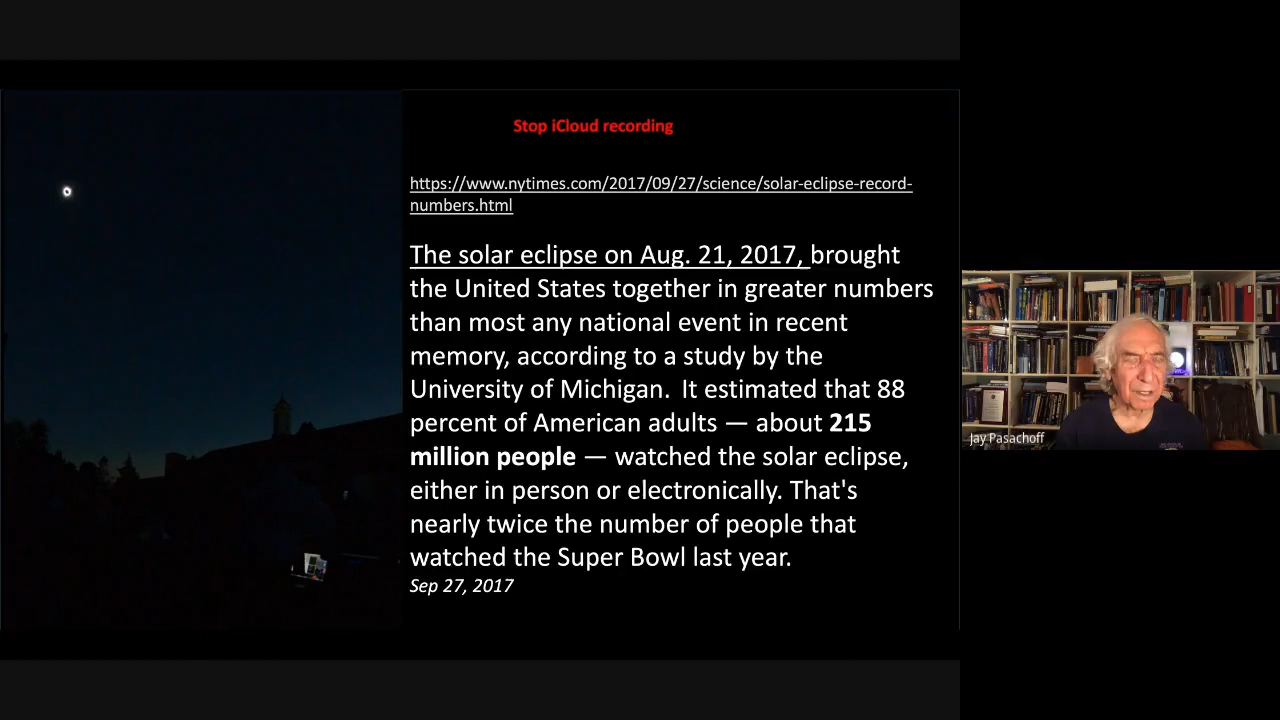 Stop iCloud recording
https://www.nytimes.com/2017/09/27/science/solar-eclipse-record-
numbers.html
The solar eclipse on Aug. 21, 2017, brought
the United States together in greater numbers
than most any national event in recent
memory, according to a study by the
University of Michigan. It estimated that 88
percent of American adults — about 215
million people — watched the solar eclipse,
either in person or electronically. That's
nearly twice the number of people that
watched the Super Bowl last year.
Sep 27, 2017
Jay Pasachoff